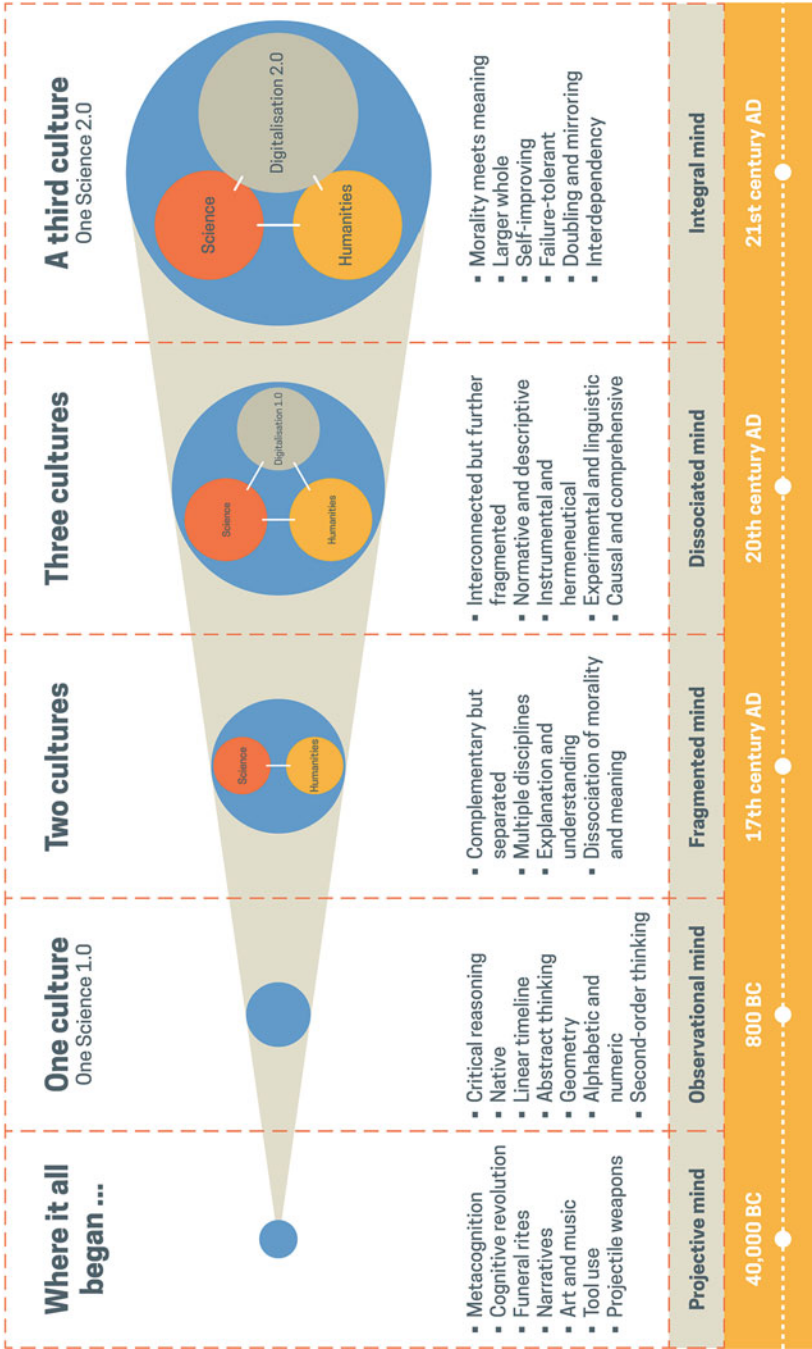 Where it all
began ...
Metacognition
Cognitive revolution
Funeral rites
Narratives
Art and music
Tool use
Projectile weapons
Projective mind
40,000 BC
One culture
One Science 1.0
Critical reasoning
Native
Linear timeline
Abstract thinking
Geometry
Alphabetic and
numeric
Second-order thinking
Observational mind
800 BC
Two cultures
Science
Humanities
Complementary but
separated
Multiple disciplines
Explanation and
understanding
Dissociation of morality
and meaning
Fragmented mind
17th century AD
Three cultures
Science
Digitalisation 1.0
Humanities
Interconnected but further
fragmented
Normative and descriptive
Instrumental and
hermeneutical
Experimental and linguistic
Causal and comprehensive
Dissociated mind
20th century AD
A third culture
One Science 2.0
Science
Digitalisation 2.0
Humanities
Morality meets meaning
Larger whole
Self-improving
Failure-tolerant
Doubling and mirroring
Interdependency
Integral mind
21st century AD